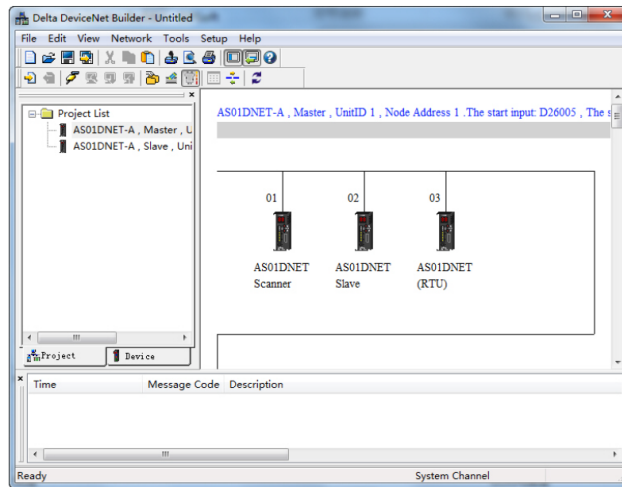 Delta DeviceNet Builder - Untitled
File Edit View Network Tools Setup Help
Project List
AS01DNET-A , Master , U
AS01DNET-A , Slave , Uni
Project
Device
AS01DNET-A , Master , UnitID 1 , Node Address 1 .The start input: D26005 , The s
01 02 03
AS01DNET AS01DNET AS01DNET
Scanner Slave (RTU)
Time Message Code Description
Ready System Channel